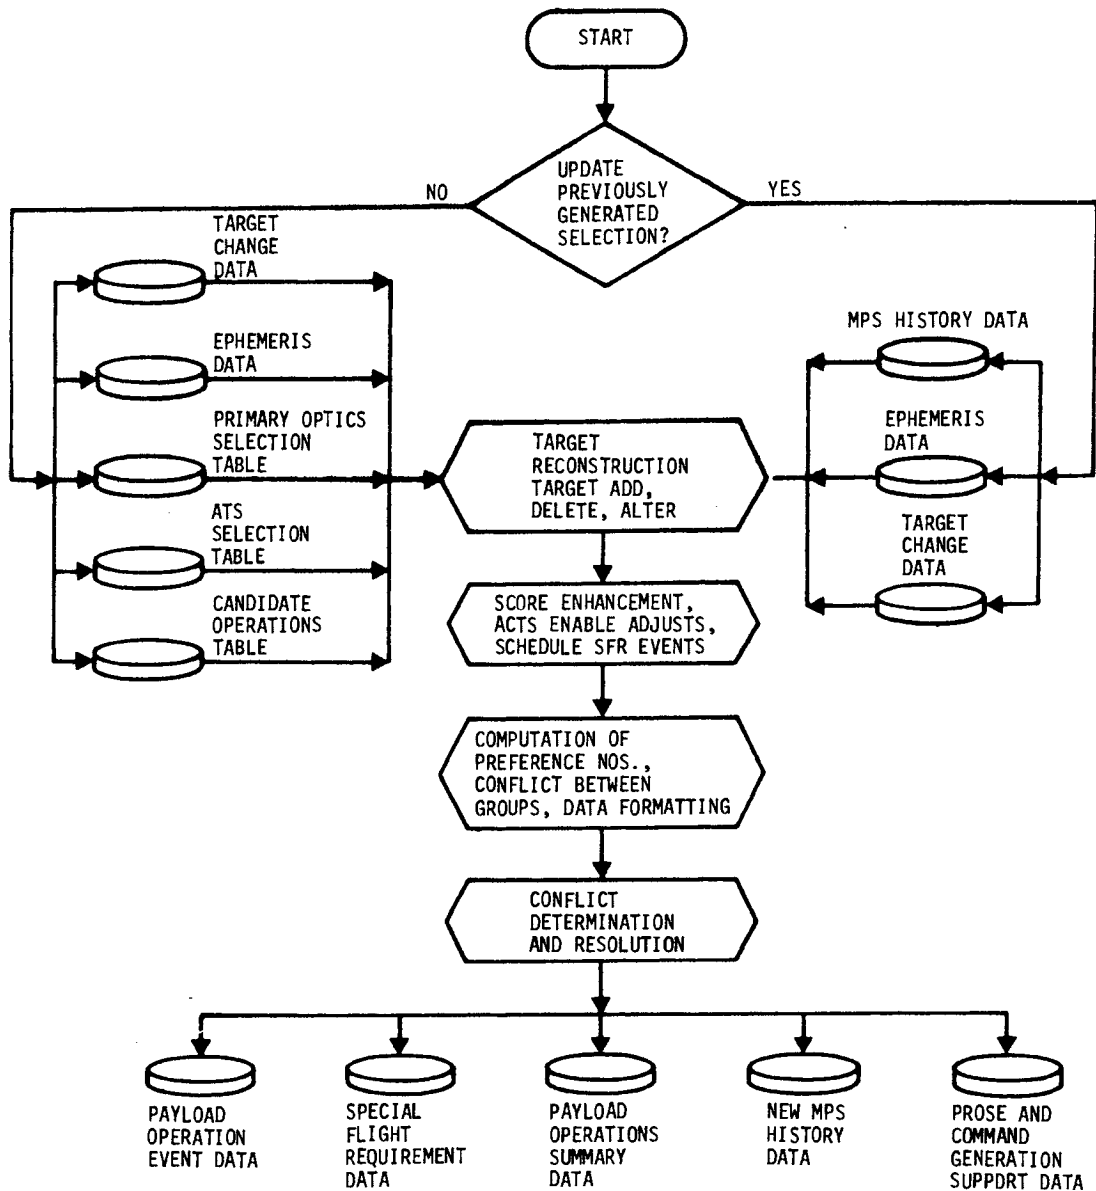 START
UPDATE
PREVIOUSLY
GENERATED
SELECTION?
NO
YES
TARGET
CHANGE
DATA
EPHEMERIS
DATA
PRIMARY OPTICS
SELECTION
TABLE
ATS
SELECTION
TABLE
CANDIDATE
OPERATIONS
TABLE
MPS HISTORY DATA
EPHEMERIS
DATA
TARGET
CHANGE
DATA
TARGET
RECONSTRUCTION
TARGET ADD,
DELETE, ALTER
SCORE ENHANCEMENT,
ACTS ENABLE ADJUSTS,
SCHEDULE SFR EVENTS
COMPUTATION OF
PREFERENCE NOS.,
CONFLICT BETWEEN
GROUPS, DATA FORMATTING
CONFLICT
DETERMINATION
AND RESOLUTION
PAYLOAD
OPERATION
EVENT DATA
SPECIAL
FLIGHT
REQUIREMENT
DATA
PAYLOAD
OPERATIONS
SUMMARY
DATA
NEW MPS
HISTORY
DATA
PROSE AND
COMMAND
GENERATION
SUPPDRT DATA